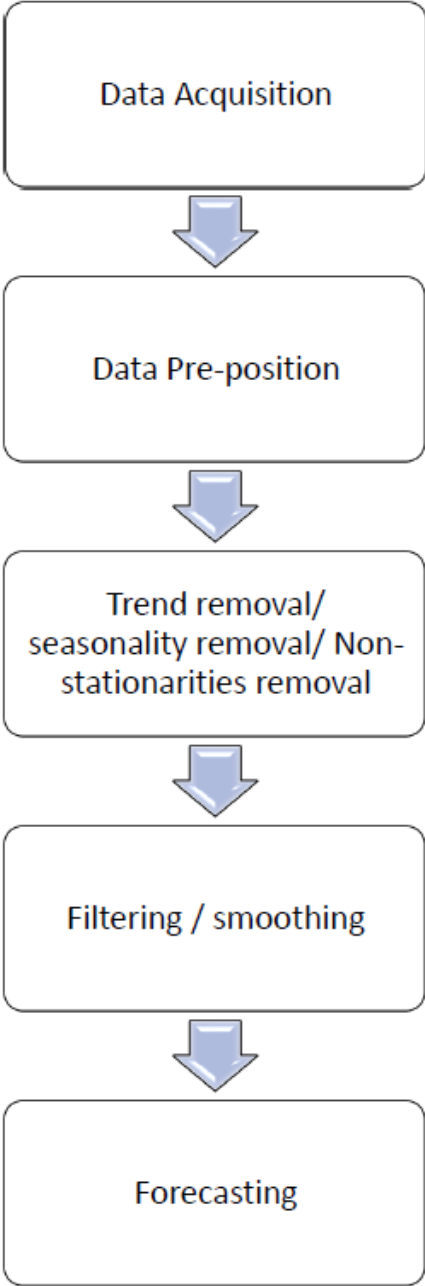 Data Acquisition
Data Pre-position
Trend removal/
seasonality removal/ Non-
stationarities removal
Filtering / smoothing
Forecasting